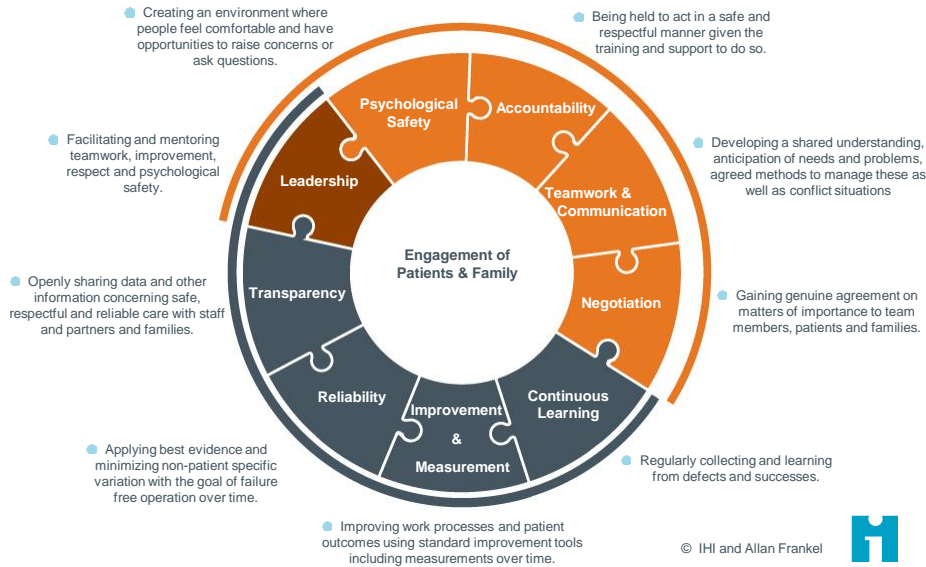 Creating an environment where
people feel comfortable and have
opportunities to raise concerns or
ask questions.
Being held to act in a safe and
respectful manner given the
training and support to do so.
Psychological
Safety
Accountability
Facilitating and mentoring
teamwork, improvement,
respect and psychological
safety.
Leadership
Developing a shared understanding,
anticipation of needs and problems,
agreed methods to manage these as
well as conflict situations
Teamwork &
Communication
Engagement of
Patients & Family
Openly sharing data and other
information concerning safe,
respectful and reliable care with staff
and partners and families.
Transparency
Negotiation
Gaining genuine agreement on
matters of importance to team
members, patients and families.
Reliability
Improvement
&
Measurement
Continuous
Learning
Applying best evidence and
minimizing non-patient specific
variation with the goal of failure
free operation over time.
Regularly collecting and learning
from defects and successes.
Improving work processes and patient
outcomes using standard improvement tools
including measurements over time.
© IHI and Allan Frankel